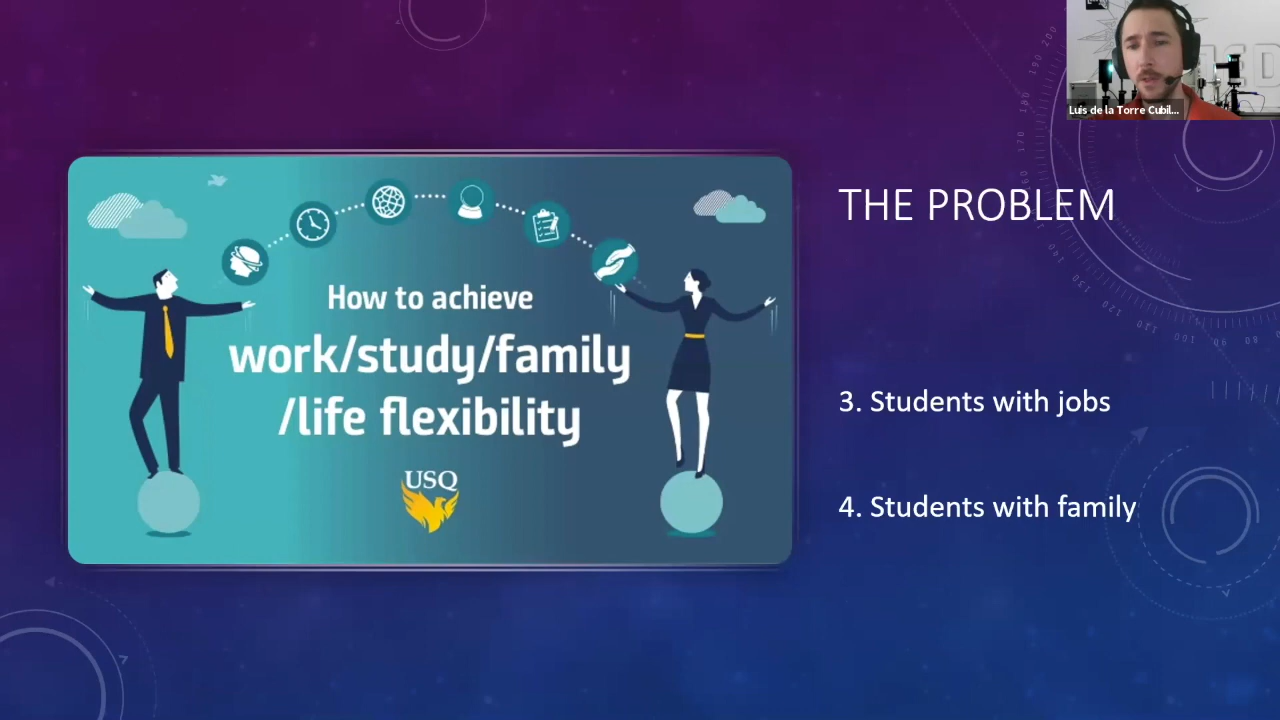 Luis de la Torre Cubil...
THE PROBLEM
How to achieve
work/study/family
/life flexibility
USQ
3. Students with jobs
4. Students with family